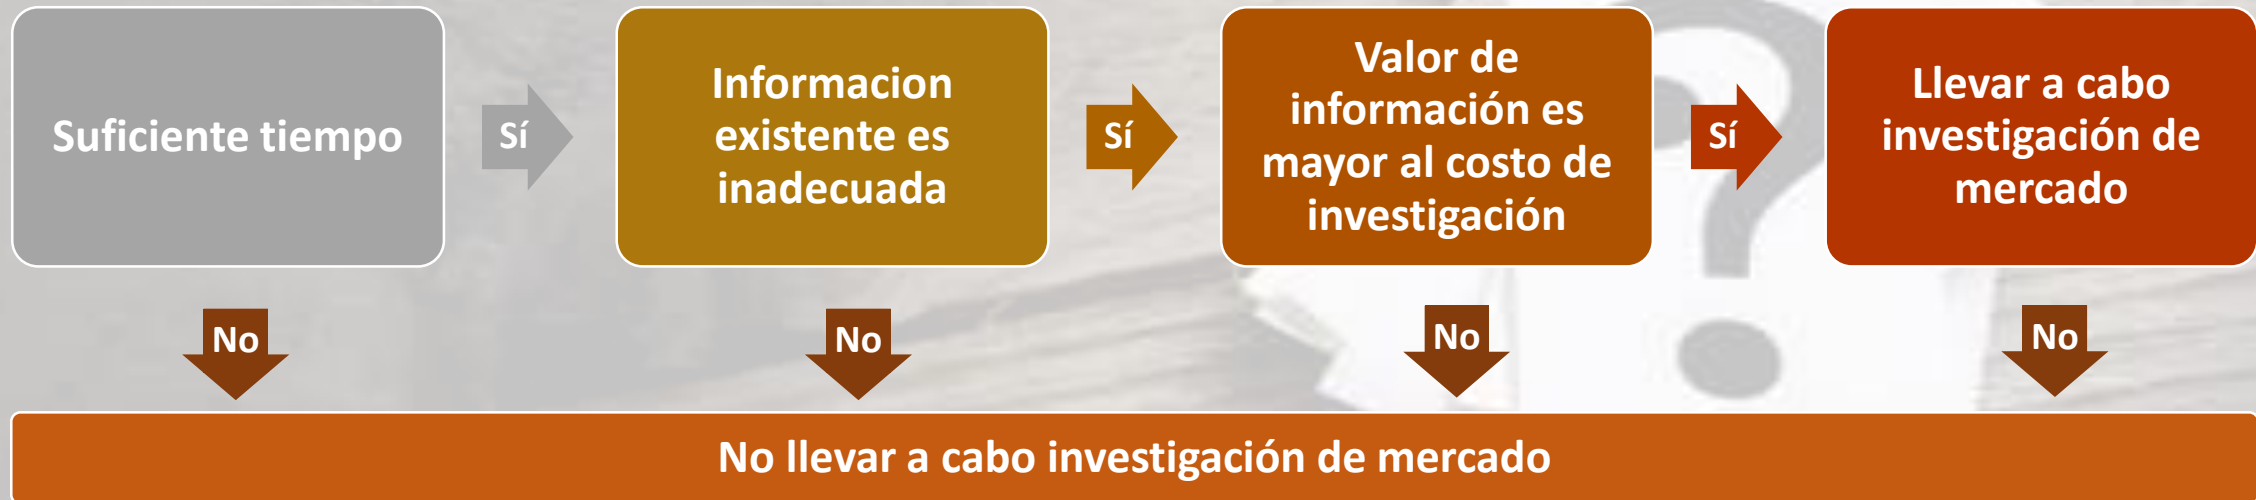 Suficiente tiempo
Sí
Informacion
existente es
inadecuada
Sí
Valor de
información es
mayor al costo de
investigación
Sí
Llevar a cabo
investigación de
mercado
No
No
No
No
No llevar a cabo investigación de mercado
?